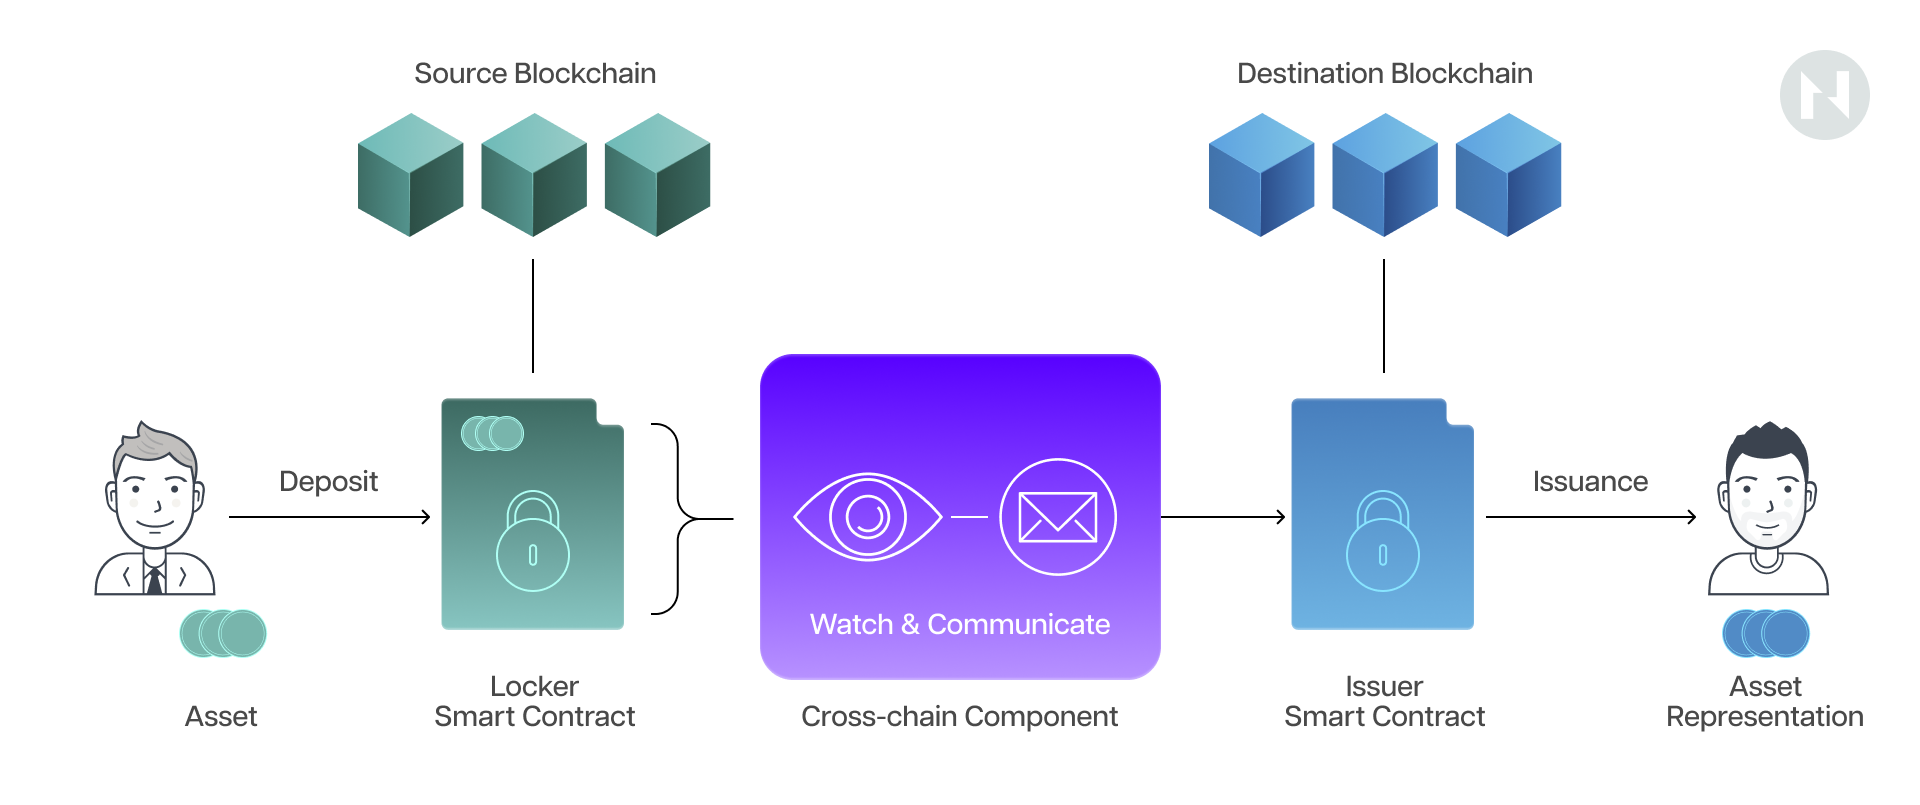 Source Blockchain
Destination Blockchain
Deposit
Issuance
Watch & Communicate
Asset
Locker
Smart Contract
Cross-chain Component
Issuer
Smart Contract
Asset
Representation